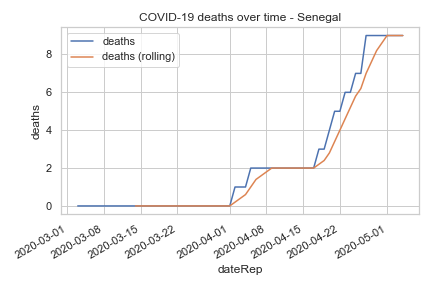 COVID-19 deaths over time - Senegal
deaths
deaths (rolling)
deaths
8
6
4
2
0
2020-03-01
2020-03-08
2020-03-15
2020-03-22
2020-04-01
2020-04-08
2020-04-15
2020-04-22
2020-05-01
dateRep